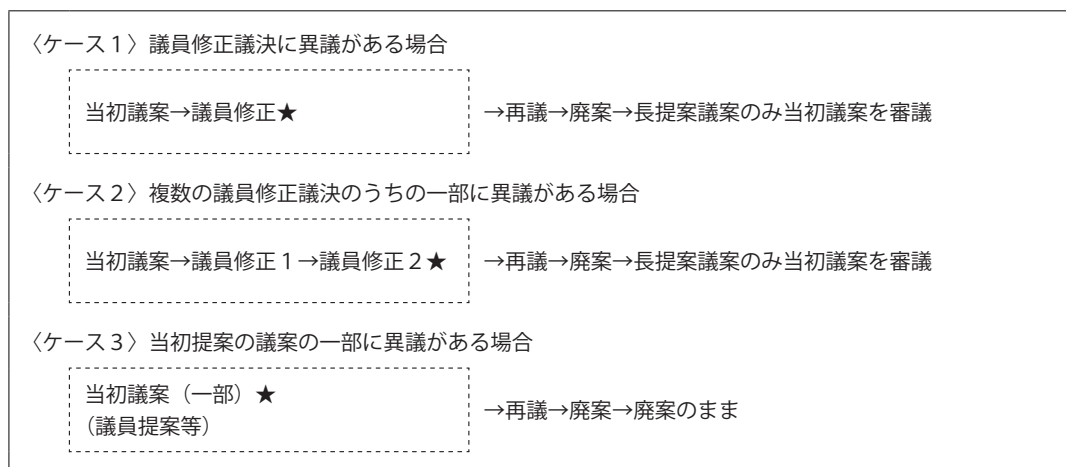 〈ケース１〉議員修正議決に異議がある場合
当初議案→議員修正★ →再議→廃案→長提案議案のみ当初議案を審議
〈ケース２〉複数の議員修正議決のうちの一部に異議がある場合
当初議案→議員修正１→議員修正２★ →再議→廃案→長提案議案のみ当初議案を審議
〈ケース３〉当初提案の議案の一部に異議がある場合
当初議案（一部）★
（議員提案等）
→再議→廃案→廃案のまま